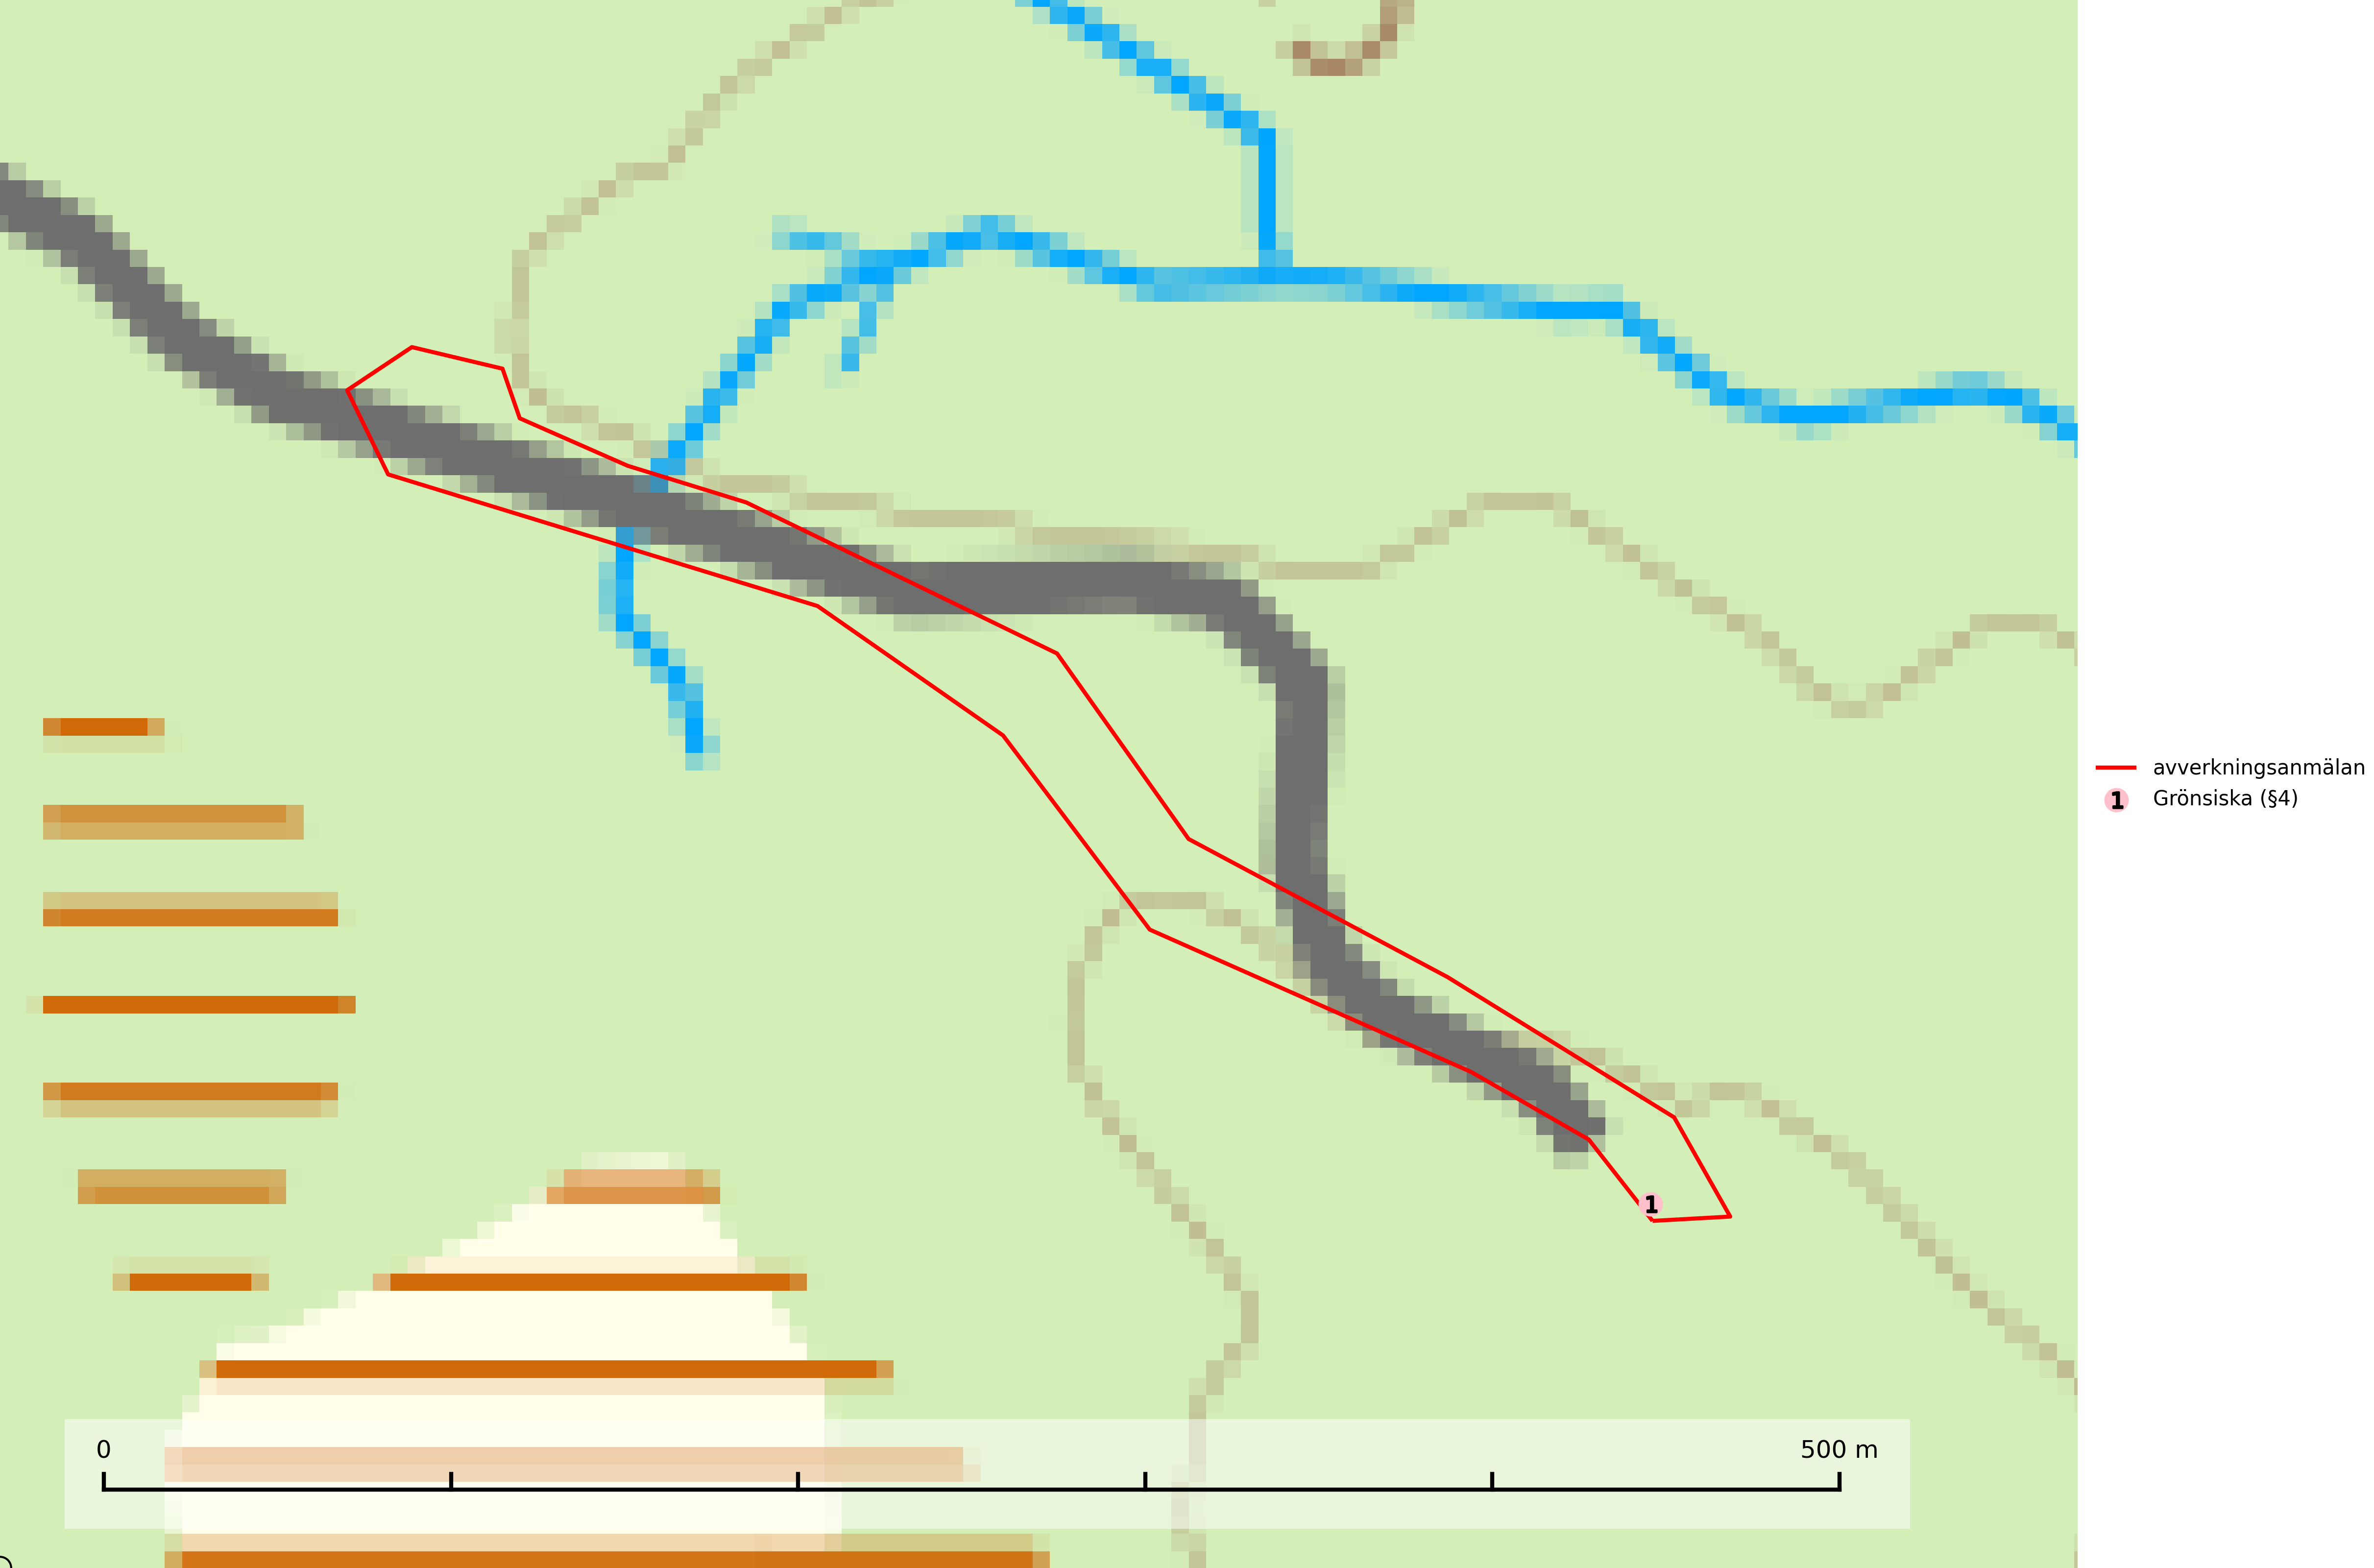 avverkningsanmälan
1 Grönsiska (§4)
1
0 500 m